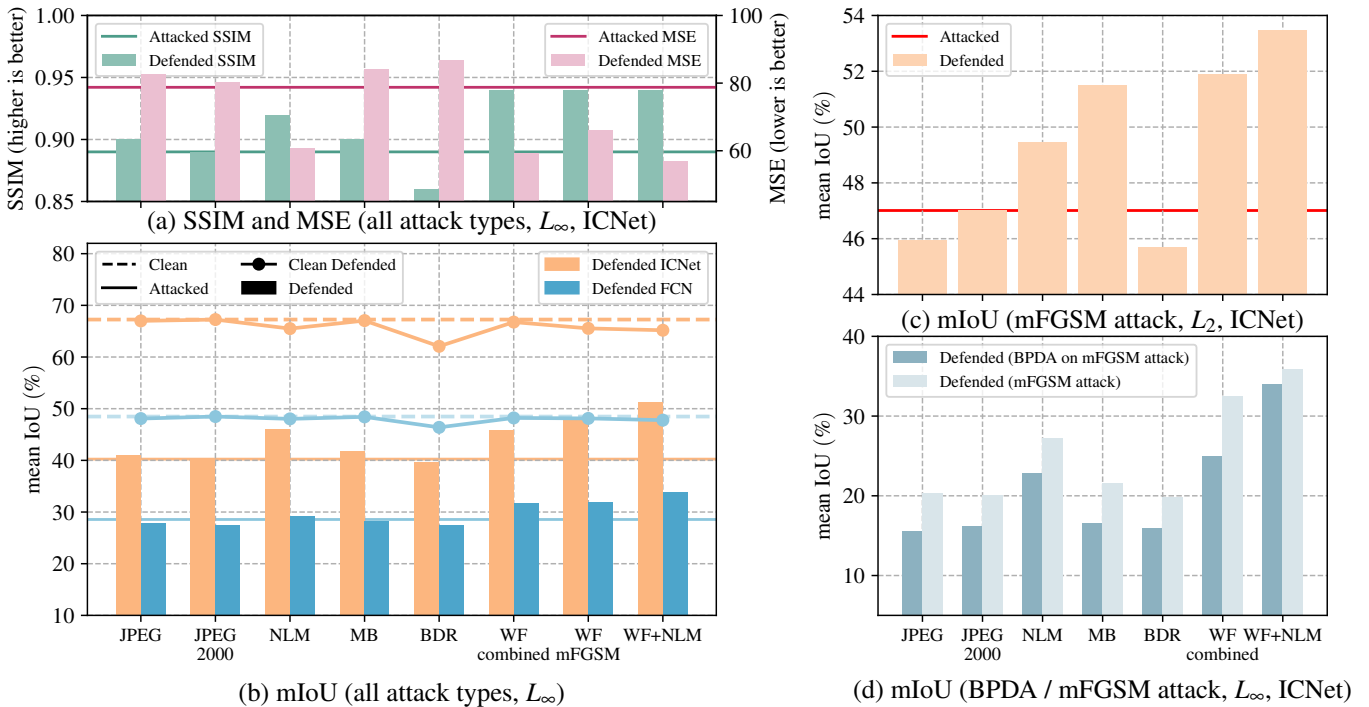 1.00
0.95
0.90
0.85
SSIM (higher is better)
Attacked SSIM
Defended SSIM
Attacked MSE
Defended MSE
100
80
60
MSE (lower is better)
(a) SSIM and MSE (all attack types, L∞, ICNet)
80
70
60
50
40
30
20
10
mean IoU (%)
Clean
Attacked
Clean Defended
Defended
Defended ICNet
Defended FCN
JPEG
JPEG
2000
NLM
MB
BDR
WF
combined
WF
mFGSM
WF+NLM
(b) mIoU (all attack types, L∞)
54
52
50
48
46
44
mean IoU (%)
Attacked
Defended
(c) mIoU (mFGSM attack, L2, ICNet)
40
30
20
10
mean IoU (%)
Defended (BPDA on mFGSM attack)
Defended (mFGSM attack)
JPEG
JPEG
2000
NLM
MB
BDR
WF
combined
WF+NLM
(d) mIoU (BPDA / mFGSM attack, L∞, ICNet)